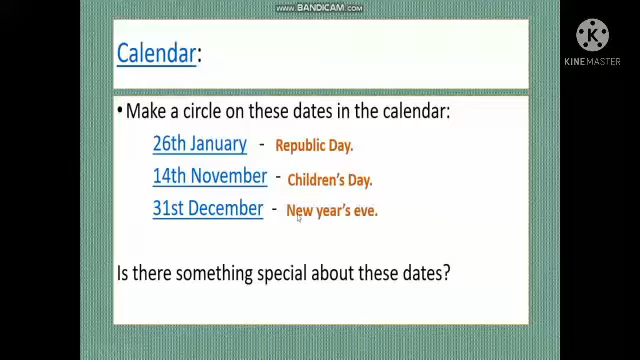 www.BANDICAM.com
K
KINEMASTER
Calendar:
• Make a circle on these dates in the calendar:
26th January - Republic Day.
14th November - Children's Day.
31st December - New year's eve.
Is there something special about these dates?